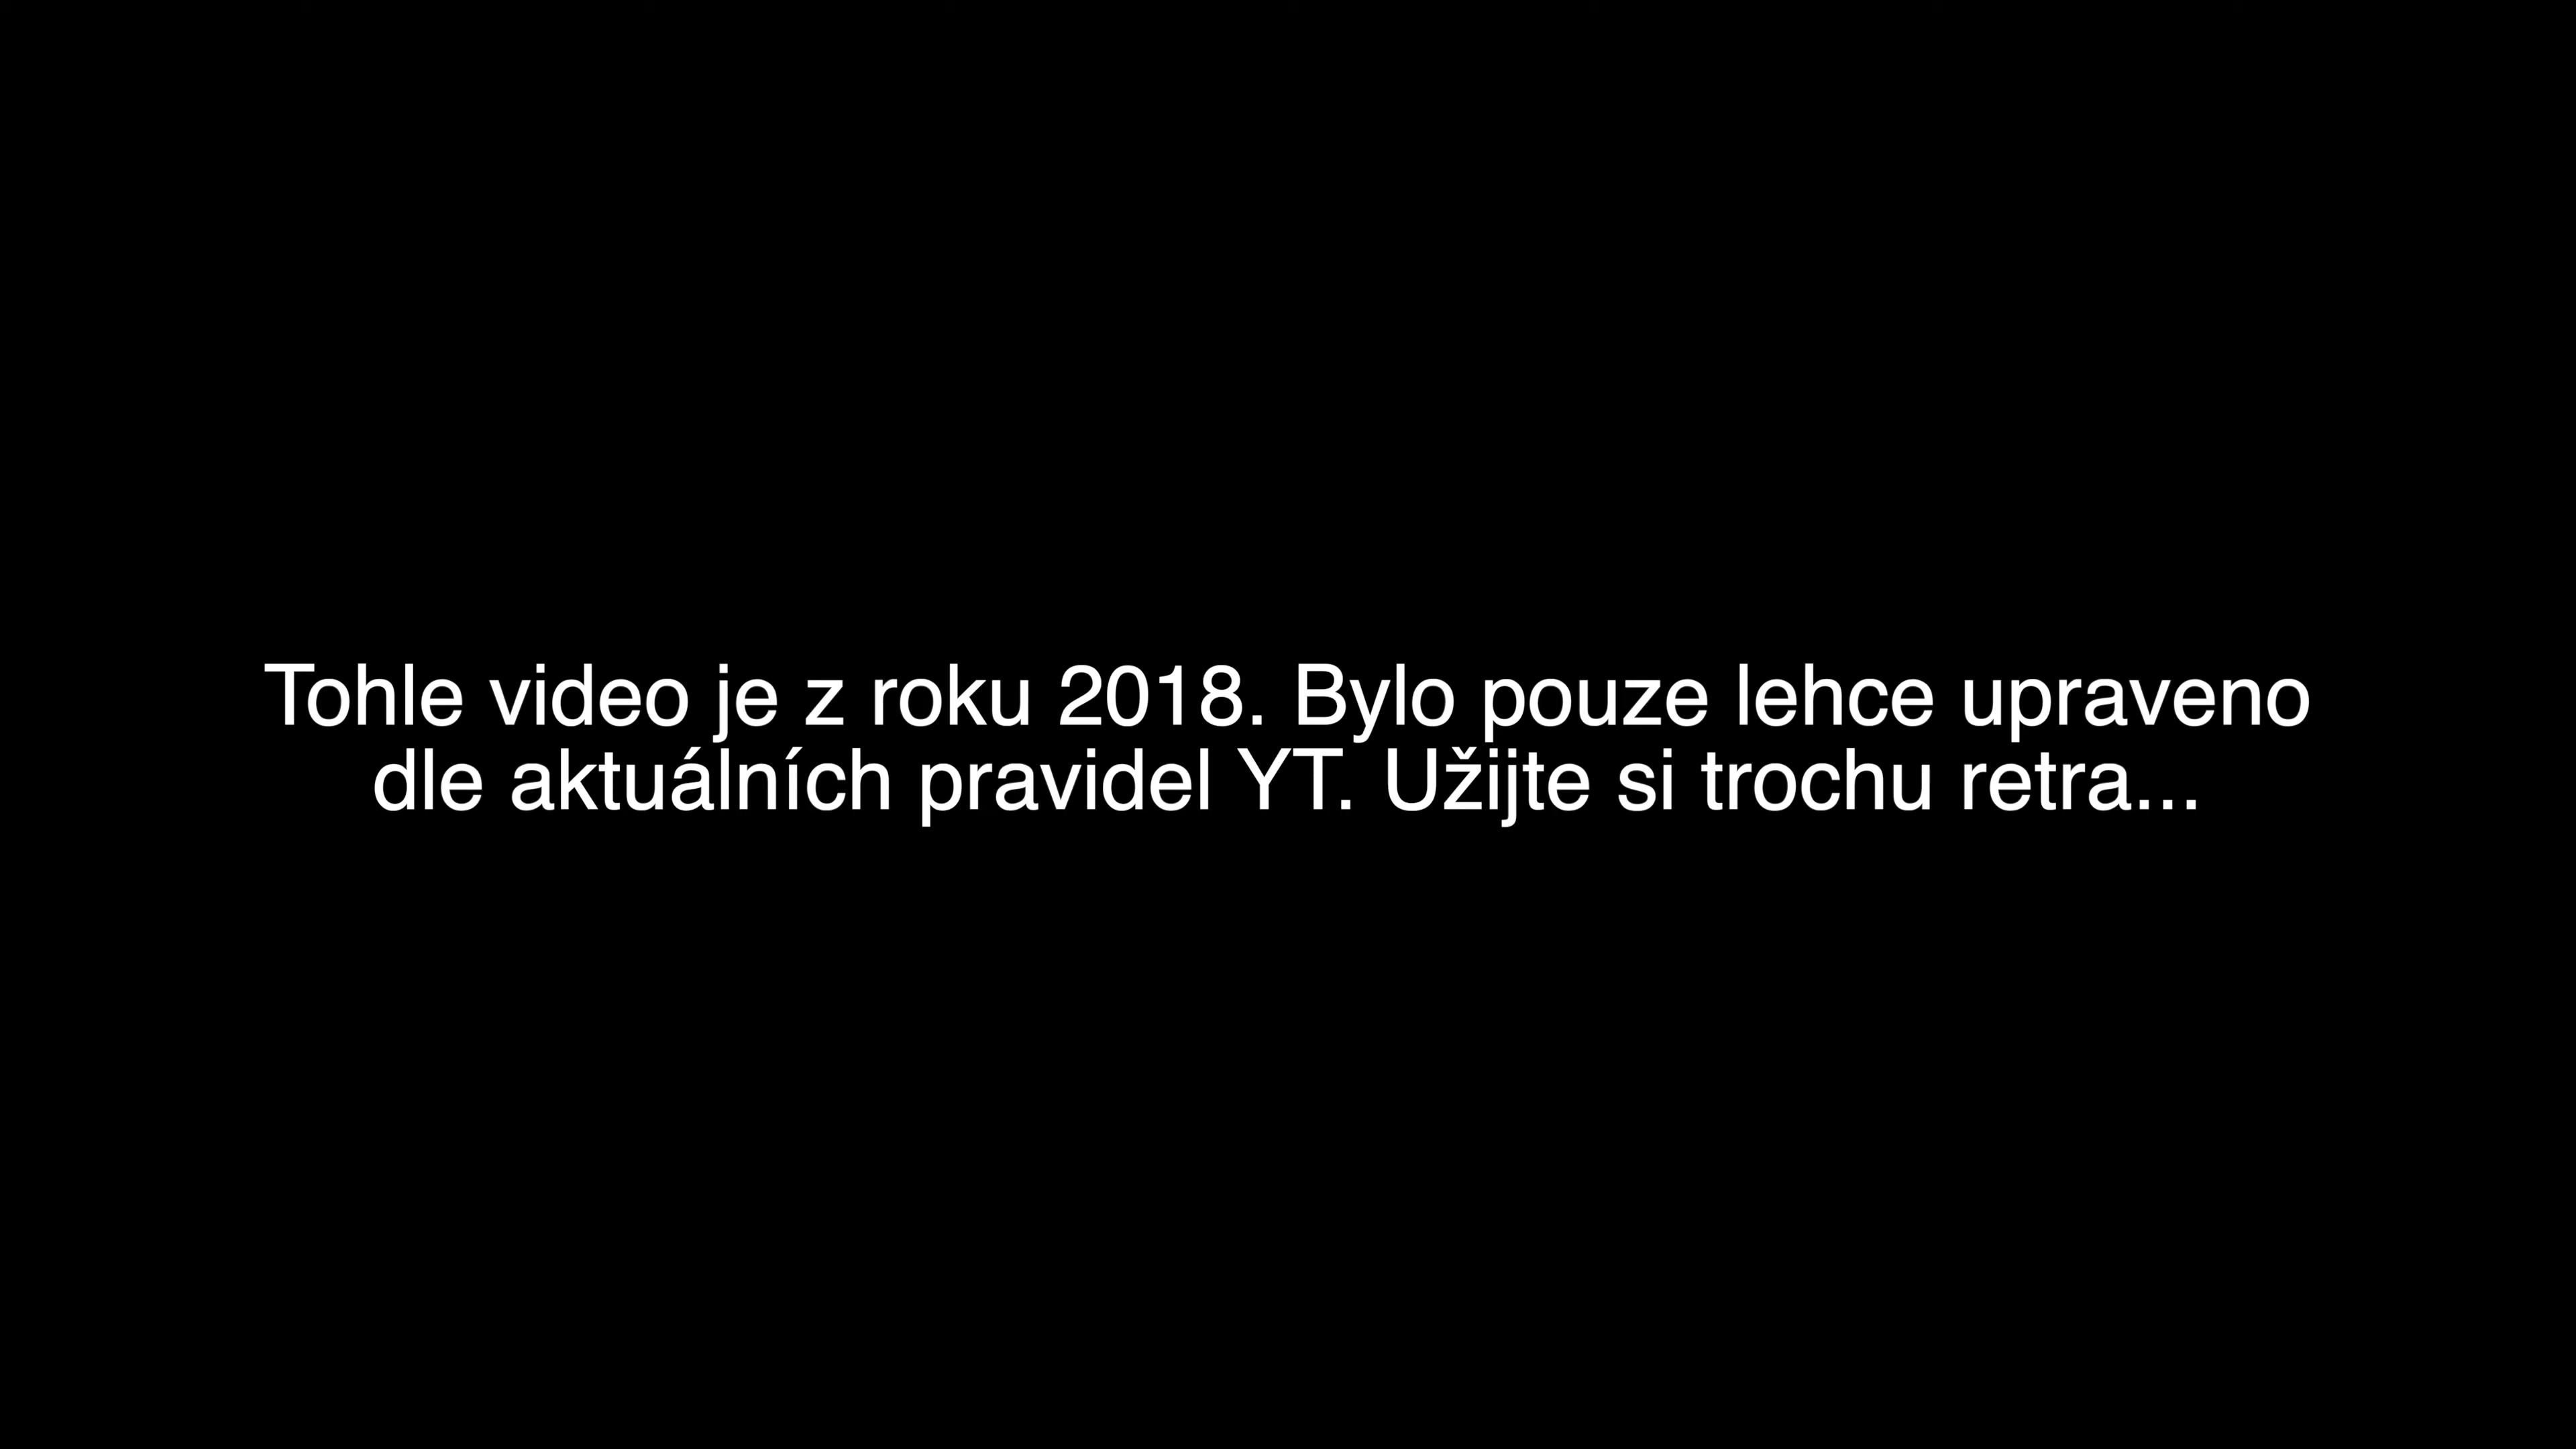 Tohle video je z roku 2018. Bylo pouze lehce upraveno
dle aktuálních pravidel YT. Užijte si trochu retra...